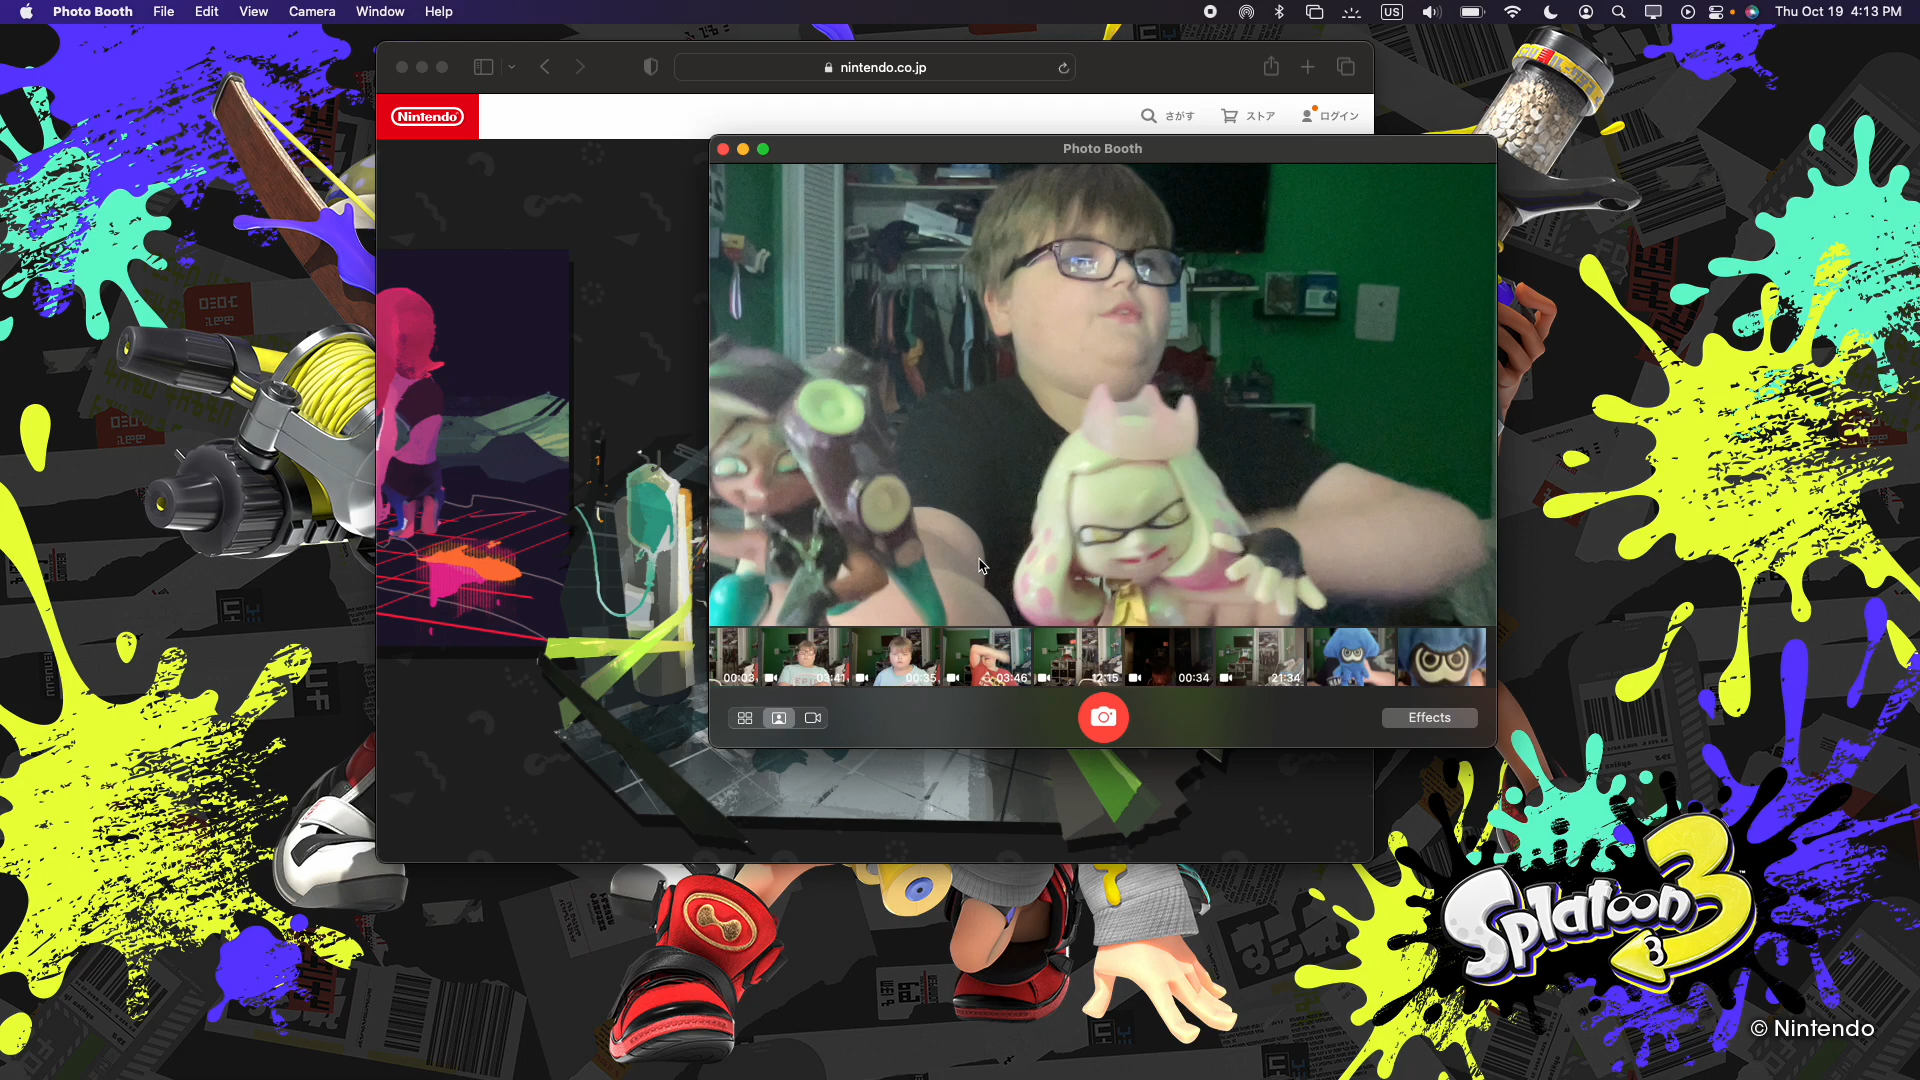 Photo Booth File Edit View Camera Window Help
US
Thu Oct 19 4:13 PM
nintendo.co.jp
Nintendo
さがす
ストア
ログイン
Photo Booth
00:03
03:41
00:35
03:46
12:15
00:34
21:34
Effects
Splatoon 3
3
© Nintendo